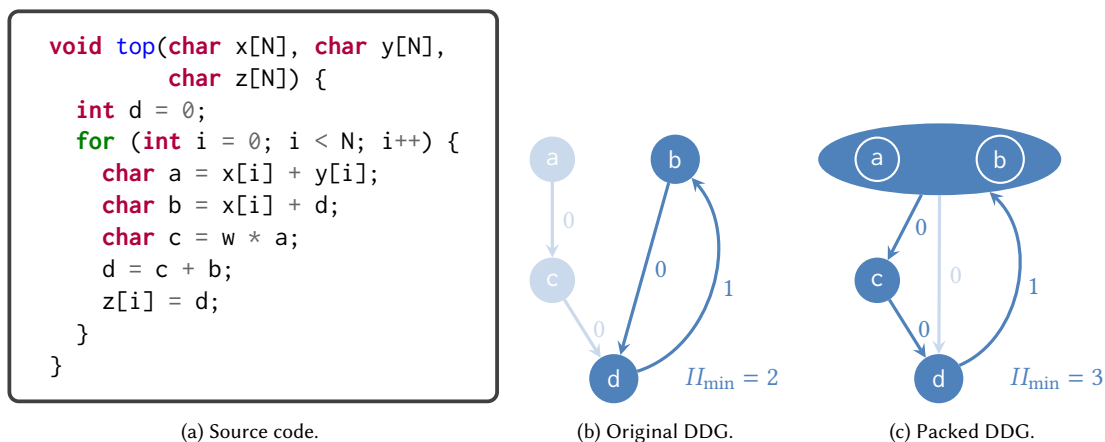 void top(char x[N], char y[N],
char z[N]) {
int d = 0;
for (int i = 0; i < N; i++) {
char a = x[i] + y[i];
char b = x[i] + d;
char c = w * a;
d = c + b;
z[i] = d;
}
}
(a) Source code.
a
b
0
0
1
c
0
d
II_min = 2
(b) Original DDG.
a
b
0
c
0
1
0
d
II_min = 3
(c) Packed DDG.